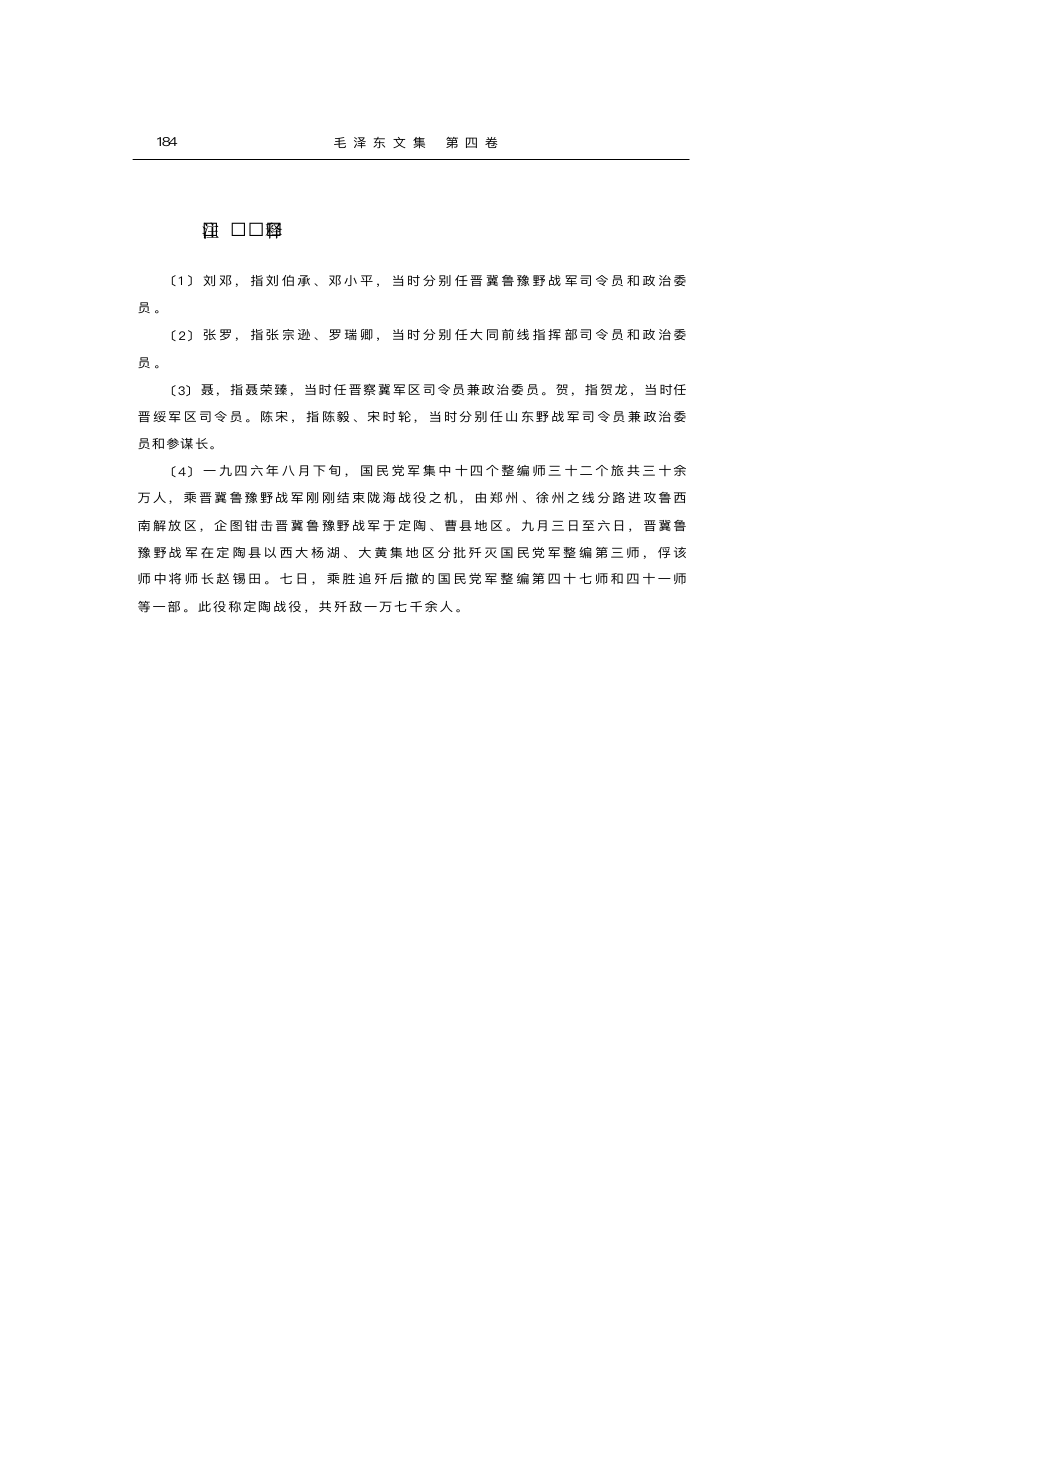 184 毛泽东文集 第四卷
注 □□释
〔1〕刘邓，指刘伯承、邓小平，当时分别任晋冀鲁豫野战军司令员和政治委
员。
〔2〕张罗，指张宗逊、罗瑞卿，当时分别任大同前线指挥部司令员和政治委
员。
〔3〕聂，指聂荣臻，当时任晋察冀军区司令员兼政治委员。贺，指贺龙，当时任
晋绥军区司令员。陈宋，指陈毅、宋时轮，当时分别任山东野战军司令员兼政治委
员和参谋长。
〔4〕一九四六年八月下旬，国民党军集中十四个整编师三十二个旅共三十余
万人，乘晋冀鲁豫野战军刚刚结束陇海战役之机，由郑州、徐州之线分路进攻鲁西
南解放区，企图钳击晋冀鲁豫野战军于定陶、曹县地区。九月三日至六日，晋冀鲁
豫野战军在定陶县以西大杨湖、大黄集地区分批歼灭国民党军整编第三师，俘该
师中将师长赵锡田。七日，乘胜追歼后撤的国民党军整编第四十七师和四十一师
等一部。此役称定陶战役，共歼敌一万七千余人。